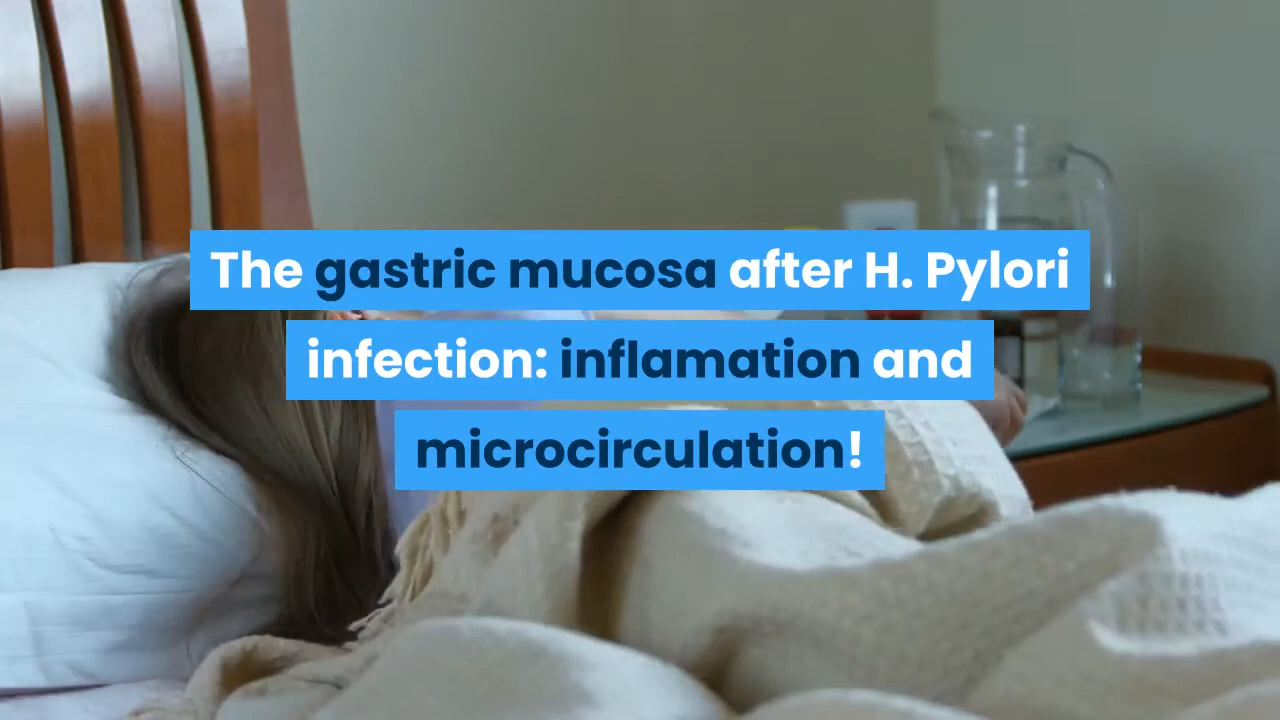 The gastric mucosa after H. Pylori
infection: inflamation and
microcirculation!